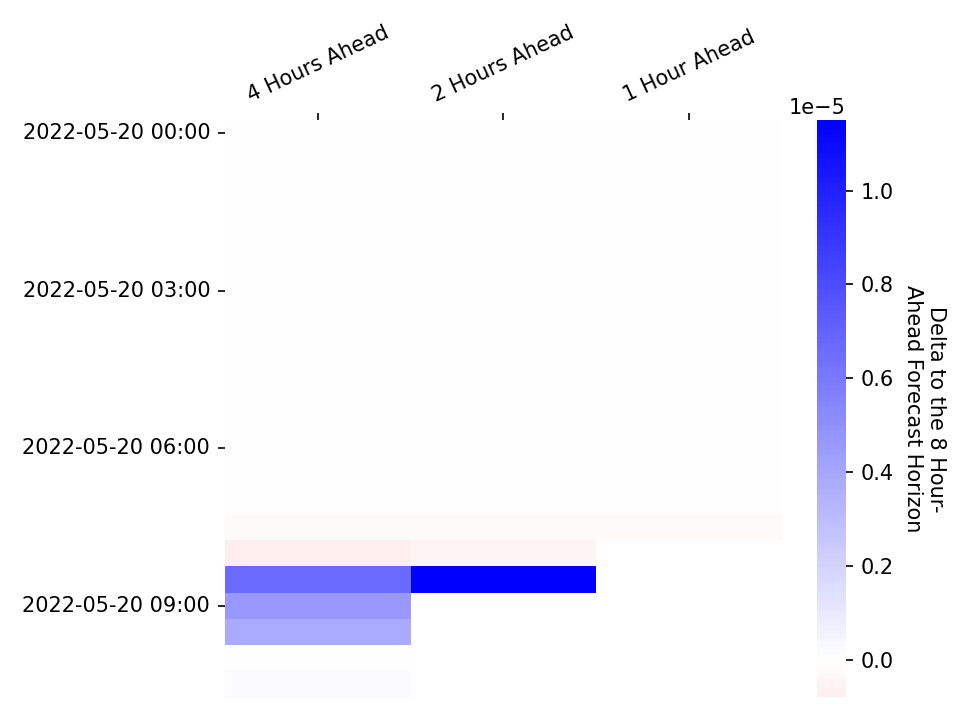 4 Hours Ahead
2 Hours Ahead
1 Hour Ahead
2022-05-20 00:00
2022-05-20 03:00
2022-05-20 06:00
2022-05-20 09:00
1e−5
1.0
0.8
0.6
0.4
0.2
0.0
Delta to the 8 Hour-
Ahead Forecast Horizon